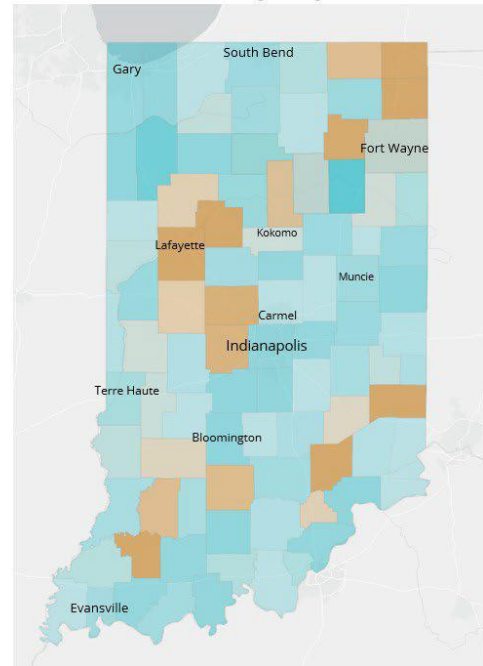 South Bend
Gary
Fort Wayne
Kokomo
Lafayette
Muncie
Carmel
Indianapolis
Terre Haute
Bloomington
Evansville